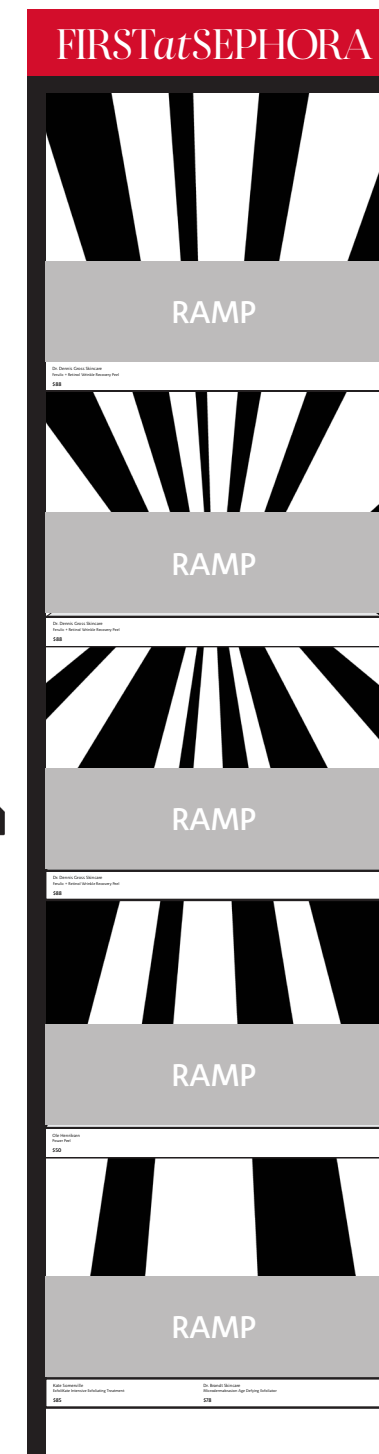 FIRSTatSEPHORA
RAMP
Dr. Dennis Gross Skincare
Ferulic + Retinol Wrinkle Recovery Peel
$88
RAMP
Dr. Dennis Gross Skincare
Ferulic + Retinol Wrinkle Recovery Peel
$88
RAMP
Dr. Dennis Gross Skincare
Ferulic + Retinol Wrinkle Recovery Peel
$88
RAMP
Ole Henriksen
Power Peel
$50
RAMP
Kate Somerville
ExfoliKate Intensive Exfoliating Treatment
$85
Dr. Brandt Skincare
Microdermabrasion Age Defying Exfoliator
$78